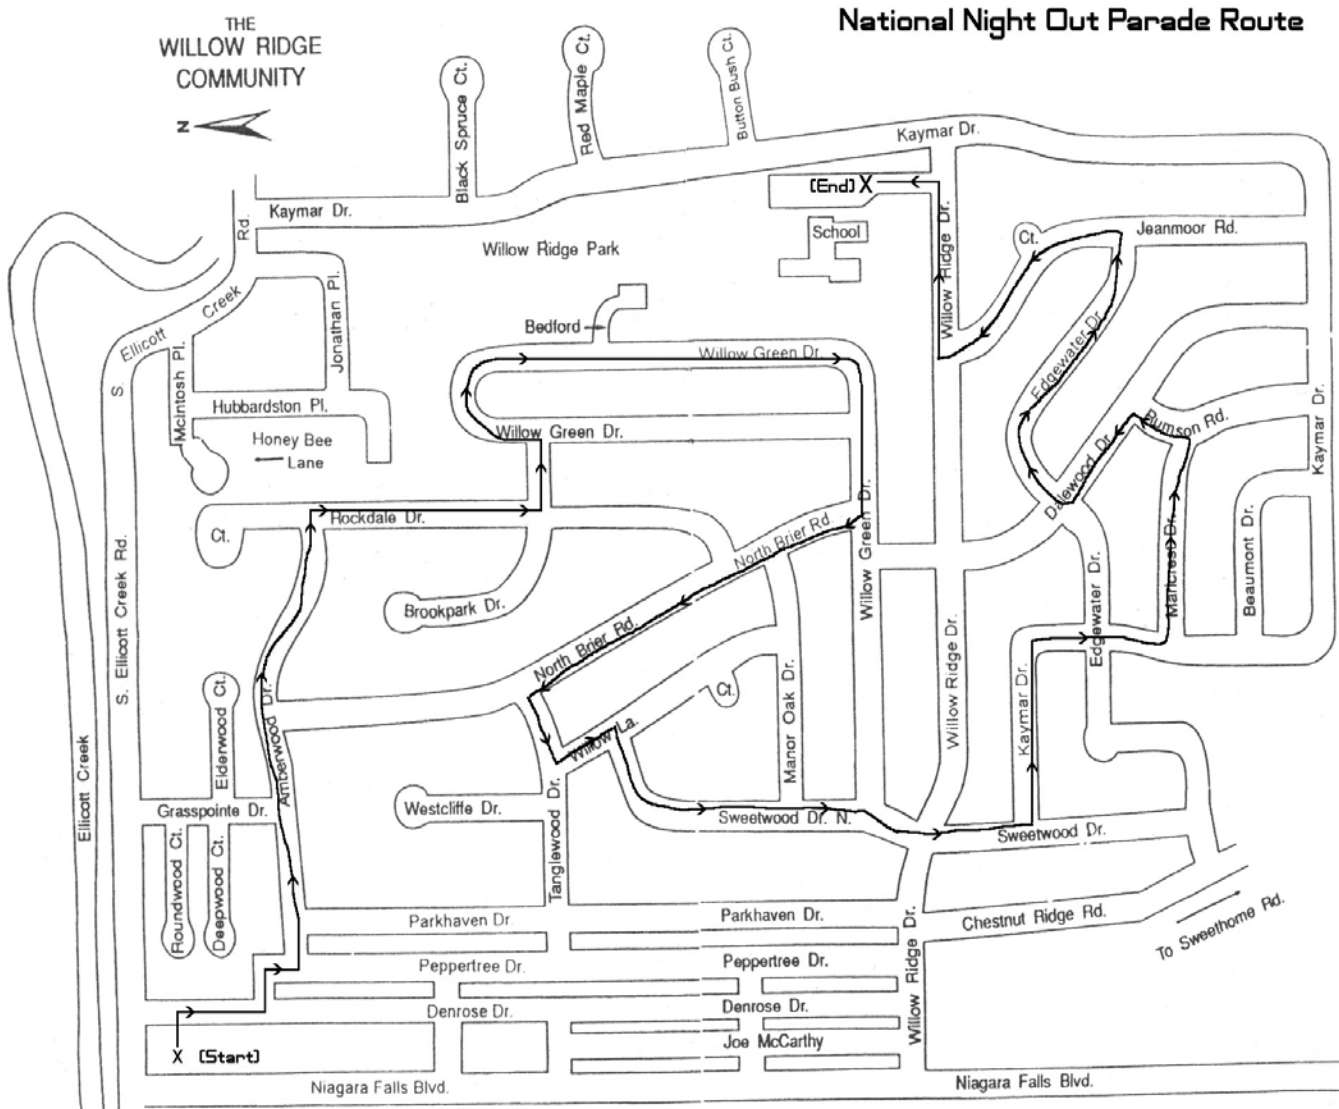 National Night Out Parade Route
THE
WILLOW RIDGE
COMMUNITY
N
Black Spruce Ct.
Red Maple Ct.
Button Bush Ct.
Kaymar Dr.
Kaymar Dr.
(End) X
School
Willow Ridge Park
Willow Ridge Dr.
Ct.
Jeanmoor Rd.
Rd.
Creek
Ellicott
S.
Jonathan Pl.
McIntosh Pl.
Hubbardston Pl.
Honey Bee
Lane
Bedford
Willow Green Dr.
Willow Green Dr.
Edgewater Dr.
Rumson Rd.
Kaymar Dr.
Dalewood Dr.
Rockdale Dr.
Ct.
North Brier Rd.
Willow Green Dr.
Maricrest Dr.
Beaumont Dr.
Edgewater Dr.
Brookpark Dr.
S. Ellicott Creek Rd.
North Brier Rd.
Ct.
Manor Oak Dr.
Willow Ridge Dr.
Kaymar Dr.
Elderwood Ct.
Amberwood Dr.
Willow La.
Ellicott Creek
Grasspointe Dr.
Westcliffe Dr.
Tanglewood Dr.
Sweetwood Dr. N.
Sweetwood Dr.
Roundwood Ct.
Deepwood Ct.
Parkhaven Dr.
Parkhaven Dr.
Chestnut Ridge Rd.
To Sweethome Rd.
Peppertree Dr.
Peppertree Dr.
Willow Ridge Dr.
Denrose Dr.
Denrose Dr.
Joe McCarthy
X (Start)
Niagara Falls Blvd.
Niagara Falls Blvd.